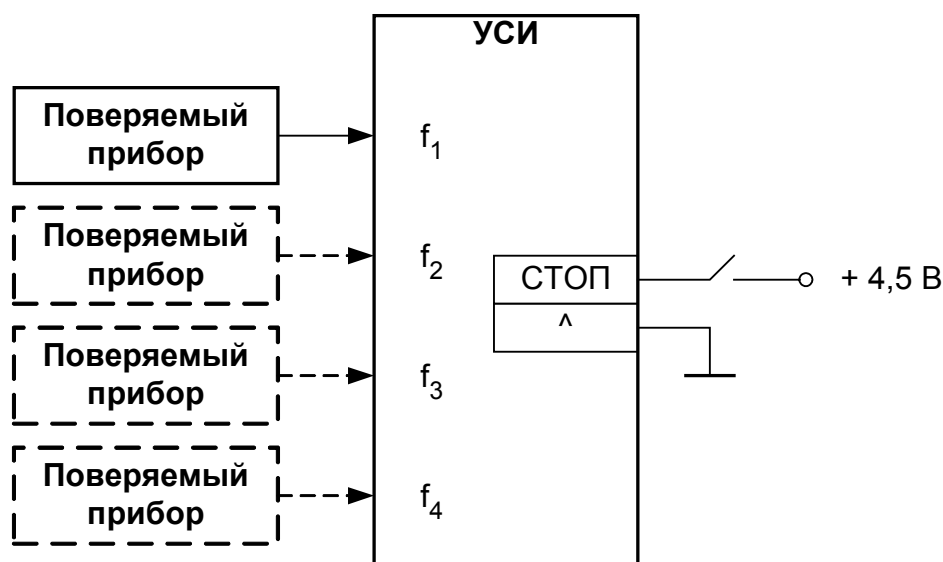 УСИ
Поверяемый
прибор
f1
Поверяемый
прибор
f2
СТОП
+ 4,5 В
^
Поверяемый
прибор
f3
Поверяемый
прибор
f4